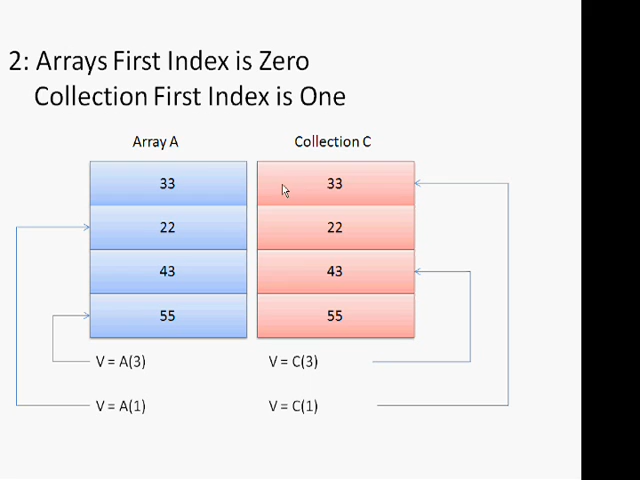 2: Arrays First Index is Zero
Collection First Index is One
Array A
Collection C
33
33
22
22
43
43
55
55
V = A(3)
V = C(3)
V = A(1)
V = C(1)